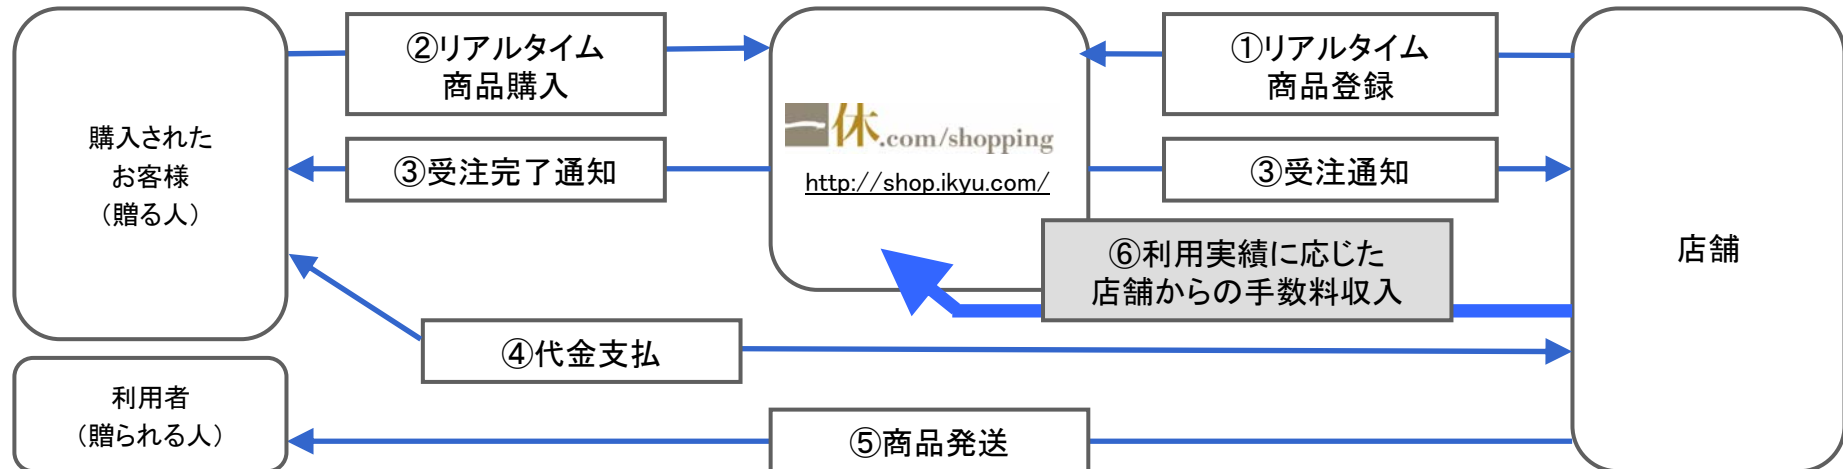 ②リアルタイム
商品購入
①リアルタイム
商品登録
購入された
お客様
（贈る人）
一休.com/shopping
http://shop.ikyu.com/
③受注完了通知
③受注通知
⑥利用実績に応じた
店舗からの手数料収入
店舗
④代金支払
利用者
（贈られる人）
⑤商品発送